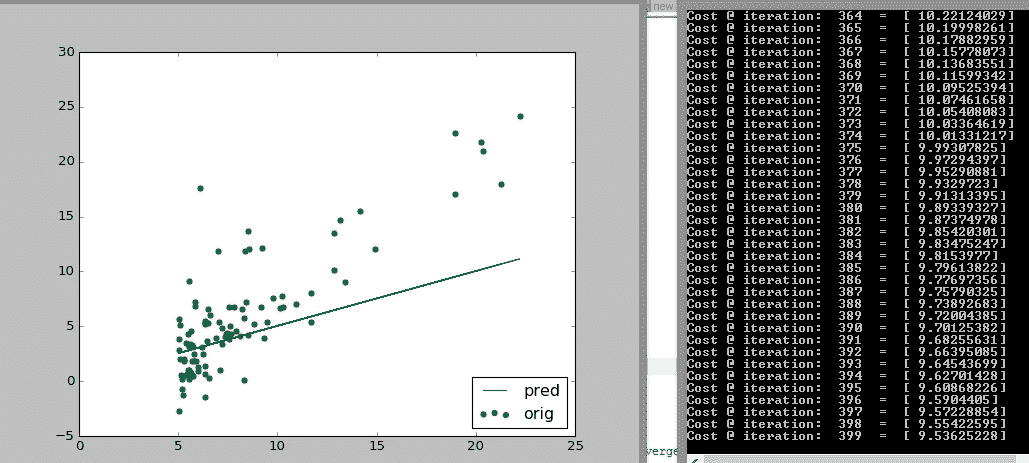 new
30
25
20
15
10
5
0
−5
0
5
10
15
20
25
pred
orig
verge
Cost @ iteration: 364 = [ 10.22124029]
Cost @ iteration: 365 = [ 10.19998261]
Cost @ iteration: 366 = [ 10.17882959]
Cost @ iteration: 367 = [ 10.15778073]
Cost @ iteration: 368 = [ 10.13683551]
Cost @ iteration: 369 = [ 10.11599342]
Cost @ iteration: 370 = [ 10.09525394]
Cost @ iteration: 371 = [ 10.07461658]
Cost @ iteration: 372 = [ 10.05408083]
Cost @ iteration: 373 = [ 10.03364619]
Cost @ iteration: 374 = [ 10.01331217]
Cost @ iteration: 375 = [ 9.99307825]
Cost @ iteration: 376 = [ 9.97294397]
Cost @ iteration: 377 = [ 9.95290881]
Cost @ iteration: 378 = [ 9.9329723]
Cost @ iteration: 379 = [ 9.91313395]
Cost @ iteration: 380 = [ 9.89339327]
Cost @ iteration: 381 = [ 9.87374978]
Cost @ iteration: 382 = [ 9.85420301]
Cost @ iteration: 383 = [ 9.83475247]
Cost @ iteration: 384 = [ 9.8153977]
Cost @ iteration: 385 = [ 9.79613822]
Cost @ iteration: 386 = [ 9.77697356]
Cost @ iteration: 387 = [ 9.75790325]
Cost @ iteration: 388 = [ 9.73892683]
Cost @ iteration: 389 = [ 9.72004385]
Cost @ iteration: 390 = [ 9.70125382]
Cost @ iteration: 391 = [ 9.68255631]
Cost @ iteration: 392 = [ 9.66395085]
Cost @ iteration: 393 = [ 9.64543699]
Cost @ iteration: 394 = [ 9.62701428]
Cost @ iteration: 395 = [ 9.60868226]
Cost @ iteration: 396 = [ 9.5904405]
Cost @ iteration: 397 = [ 9.57228854]
Cost @ iteration: 398 = [ 9.55422595]
Cost @ iteration: 399 = [ 9.53625228]